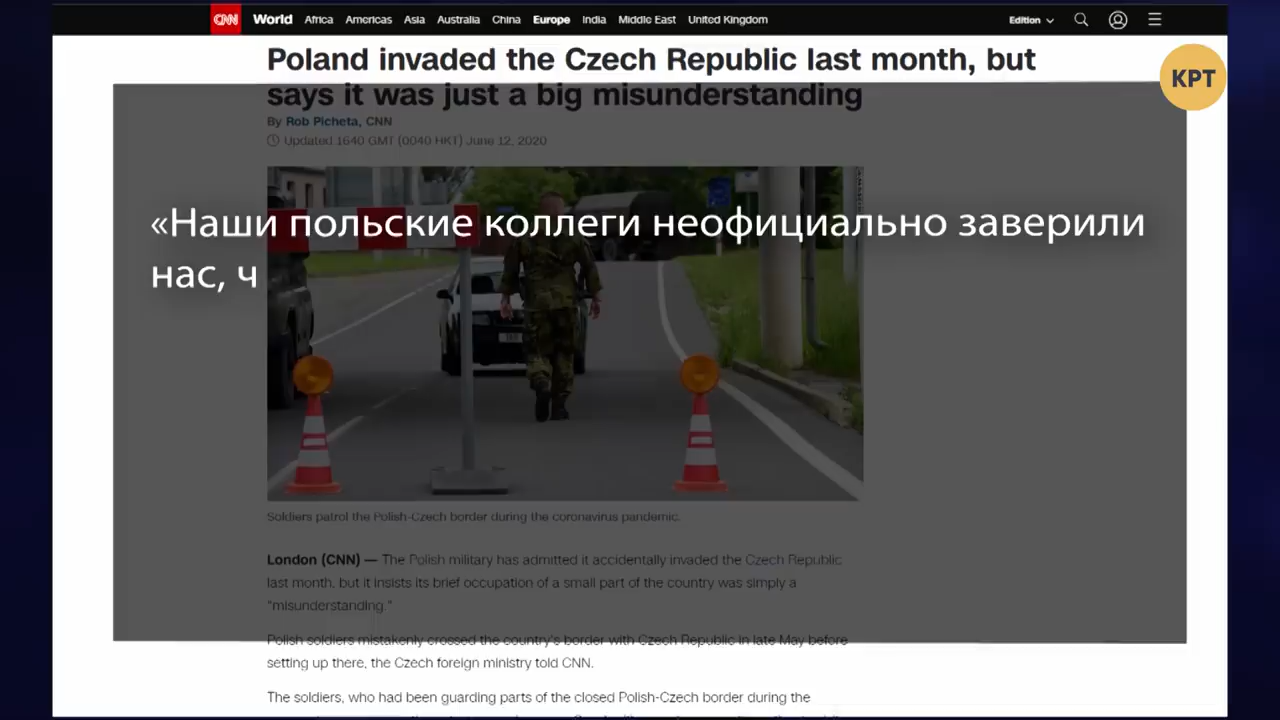 CNN World Africa Americas Asia Australia China Europe India Middle East United Kingdom Edition
Poland invaded the Czech Republic last month, but
says it was just a big misunderstanding
КРТ
By Rob Picheta, CNN
Updated 1640 GMT (0040 HKT) June 12, 2020
«Наши польские коллеги неофициально заверили
нас, ч
Soldiers patrol the Polish-Czech border during the coronavirus pandemic.
London (CNN) — The Polish military has admitted it accidentally invaded the Czech Republic
last month, but it insists its brief occupation of a small part of the country was simply a
"misunderstanding."
Polish soldiers mistakenly crossed the country's border with Czech Republic in late May before
setting up there, the Czech foreign ministry told CNN.
The soldiers, who had been guarding parts of the closed Polish-Czech border during the